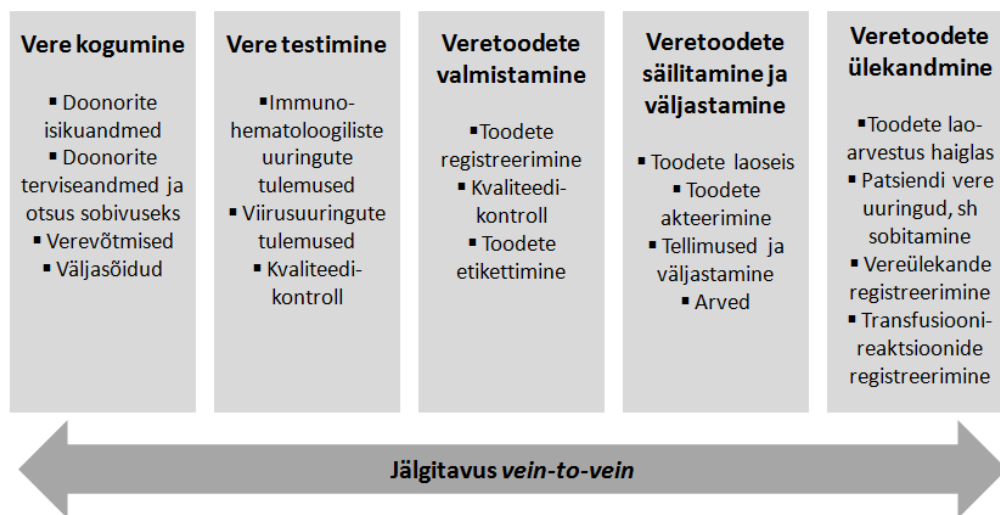 Vere kogumine
▪ Doonorite
isikuandmed
▪ Doonorite
terviseandmed ja
otsus sobivuseks
▪ Verevõtmised
▪ Väljasõidud
Vere testimine
▪Immuno-
hematoloogiliste
uuringute
tulemused
▪ Viirusuuringute
tulemused
▪ Kvaliteedi-
kontroll
Veretoodete
valmistamine
▪ Toodete
registreerimine
▪ Kvaliteedi-
kontroll
▪ Toodete
etikettimine
Veretoodete
säilitamine ja
väljastamine
▪ Toodete laoseis
▪ Toodete
akteerimine
▪ Tellimused ja
väljastamine
▪ Arved
Veretoodete
ülekandmine
▪Toodete lao-
arvestus haiglas
▪ Patsiendi vere
uuringud, sh
sobitamine
▪ Vereülekande
registreerimine
▪ Transfusiooni-
reaktsioonide
registreerimine
Jälgitavus vein-to-vein